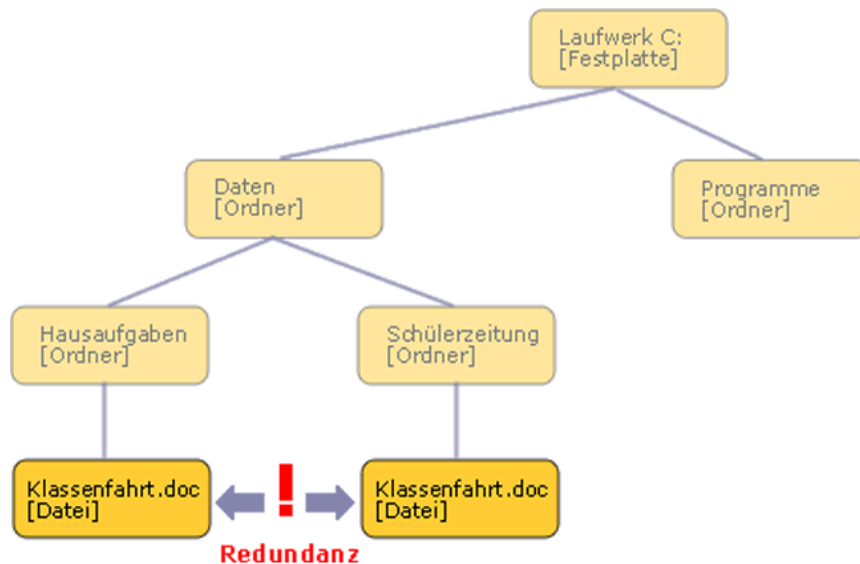 Laufwerk C:
[Festplatte]
Daten
[Ordner]
Programme
[Ordner]
Hausaufgaben
[Ordner]
Schülerzeitung
[Ordner]
Klassenfahrt.doc
[Datei]
!
Klassenfahrt.doc
[Datei]
Redundanz